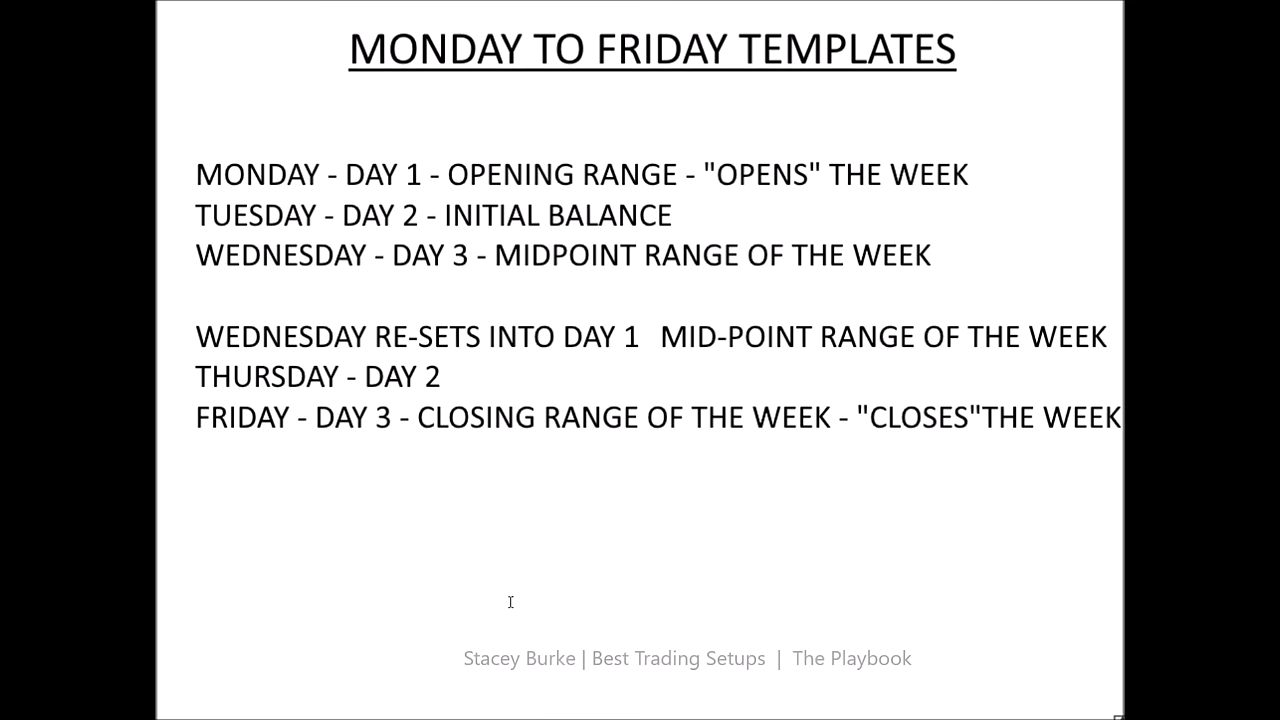 MONDAY TO FRIDAY TEMPLATES
MONDAY - DAY 1 - OPENING RANGE - "OPENS" THE WEEK
TUESDAY - DAY 2 - INITIAL BALANCE
WEDNESDAY - DAY 3 - MIDPOINT RANGE OF THE WEEK
WEDNESDAY RE-SETS INTO DAY 1 MID-POINT RANGE OF THE WEEK
THURSDAY - DAY 2
FRIDAY - DAY 3 - CLOSING RANGE OF THE WEEK - "CLOSES"THE WEEK
Stacey Burke | Best Trading Setups | The Playbook